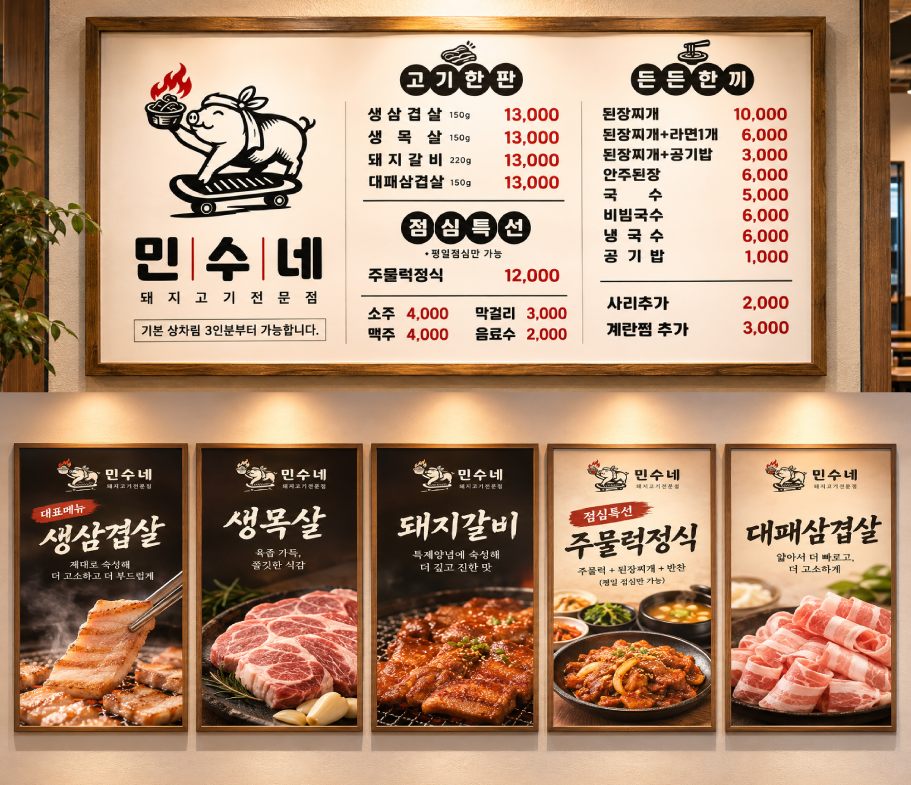 민|수|네
돼지고기전문점
기본 상차림 3인분부터 가능합니다.
고기한판
생삼겹살 150g 13,000
생목살 150g 13,000
돼지갈비 220g 13,000
대패삼겹살 150g 13,000
점심특선
• 평일점심만 가능
주물럭정식 12,000
소주 4,000 막걸리 3,000
맥주 4,000 음료수 2,000
든든한끼
된장찌개 10,000
된장찌개+라면1개 6,000
된장찌개+공기밥 3,000
안주된장 6,000
국수 5,000
비빔국수 6,000
냉국수 6,000
공기밥 1,000
사리추가 2,000
계란찜 추가 3,000
민수네
돼지고기전문점
대표메뉴
생삼겹살
제대로 숙성해
더 고소하고 더 부드럽게
민수네
돼지고기전문점
생목살
육즙 가득,
쫄깃한 식감
민수네
돼지고기전문점
돼지갈비
특제양념에 숙성해
더 깊고 진한 맛
민수네
돼지고기전문점
점심특선
주물럭정식
주물럭 + 된장찌개 + 반찬
(평일 점심만 가능)
민수네
돼지고기전문점
대패삼겹살
얇아서 더 빠르고,
더 고소하게